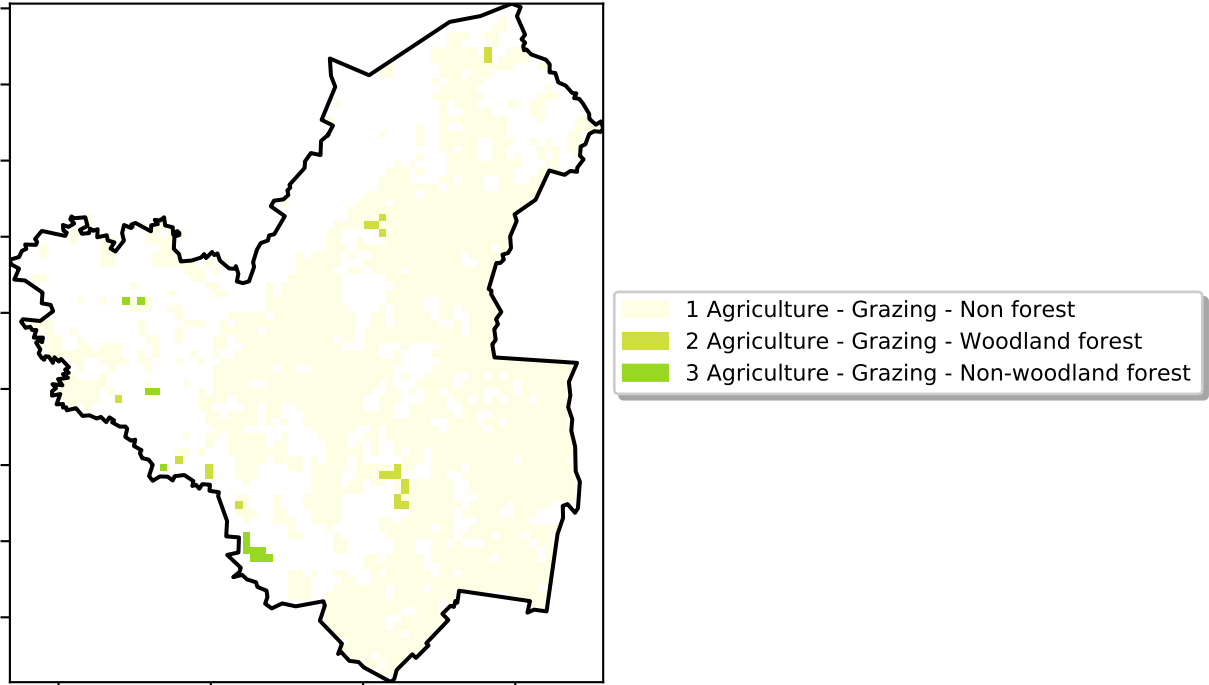 1 Agriculture - Grazing - Non forest
2 Agriculture - Grazing - Woodland forest
3 Agriculture - Grazing - Non-woodland forest